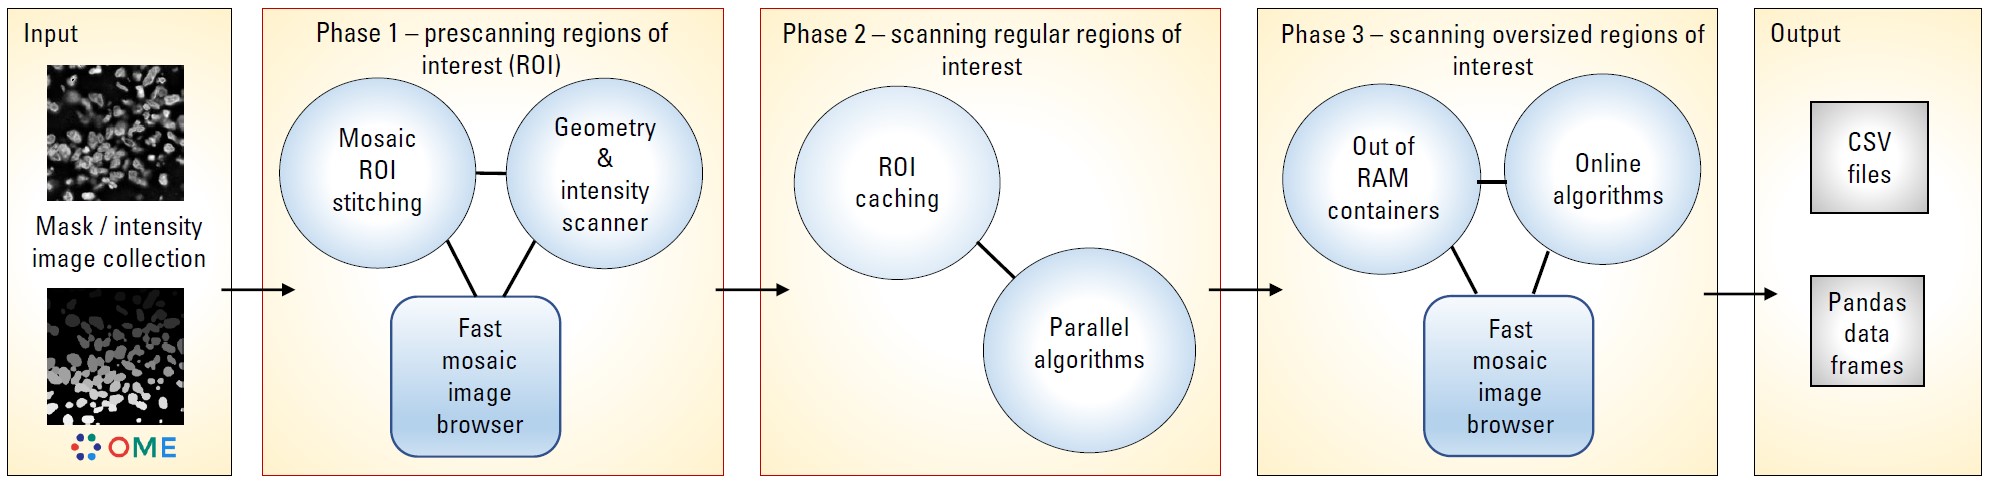 Input
Mask / intensity
image collection
OME
Phase 1 – prescanning regions of
interest (ROI)
Mosaic
ROI
stitching
Geometry
&
intensity
scanner
Fast
mosaic
image
browser
Phase 2 – scanning regular regions of
interest
ROI
caching
Parallel
algorithms
Phase 3 – scanning oversized regions of
interest
Out of
RAM
containers
Online
algorithms
Fast
mosaic
image
browser
Output
CSV
files
Pandas
data
frames